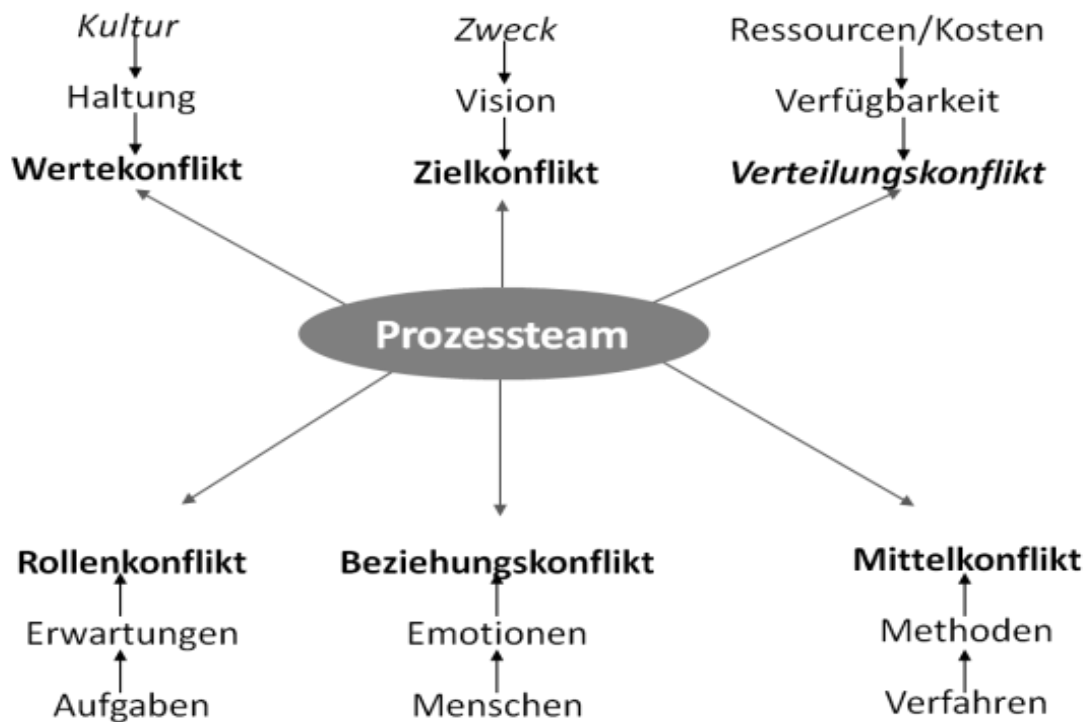 Kultur Zweck Ressourcen/Kosten
Haltung Vision Verfügbarkeit
Wertekonflikt Zielkonflikt Verteilungskonflikt
Prozessteam
Rollenkonflikt Beziehungskonflikt Mittelkonflikt
Erwartungen Emotionen Methoden
Aufgaben Menschen Verfahren